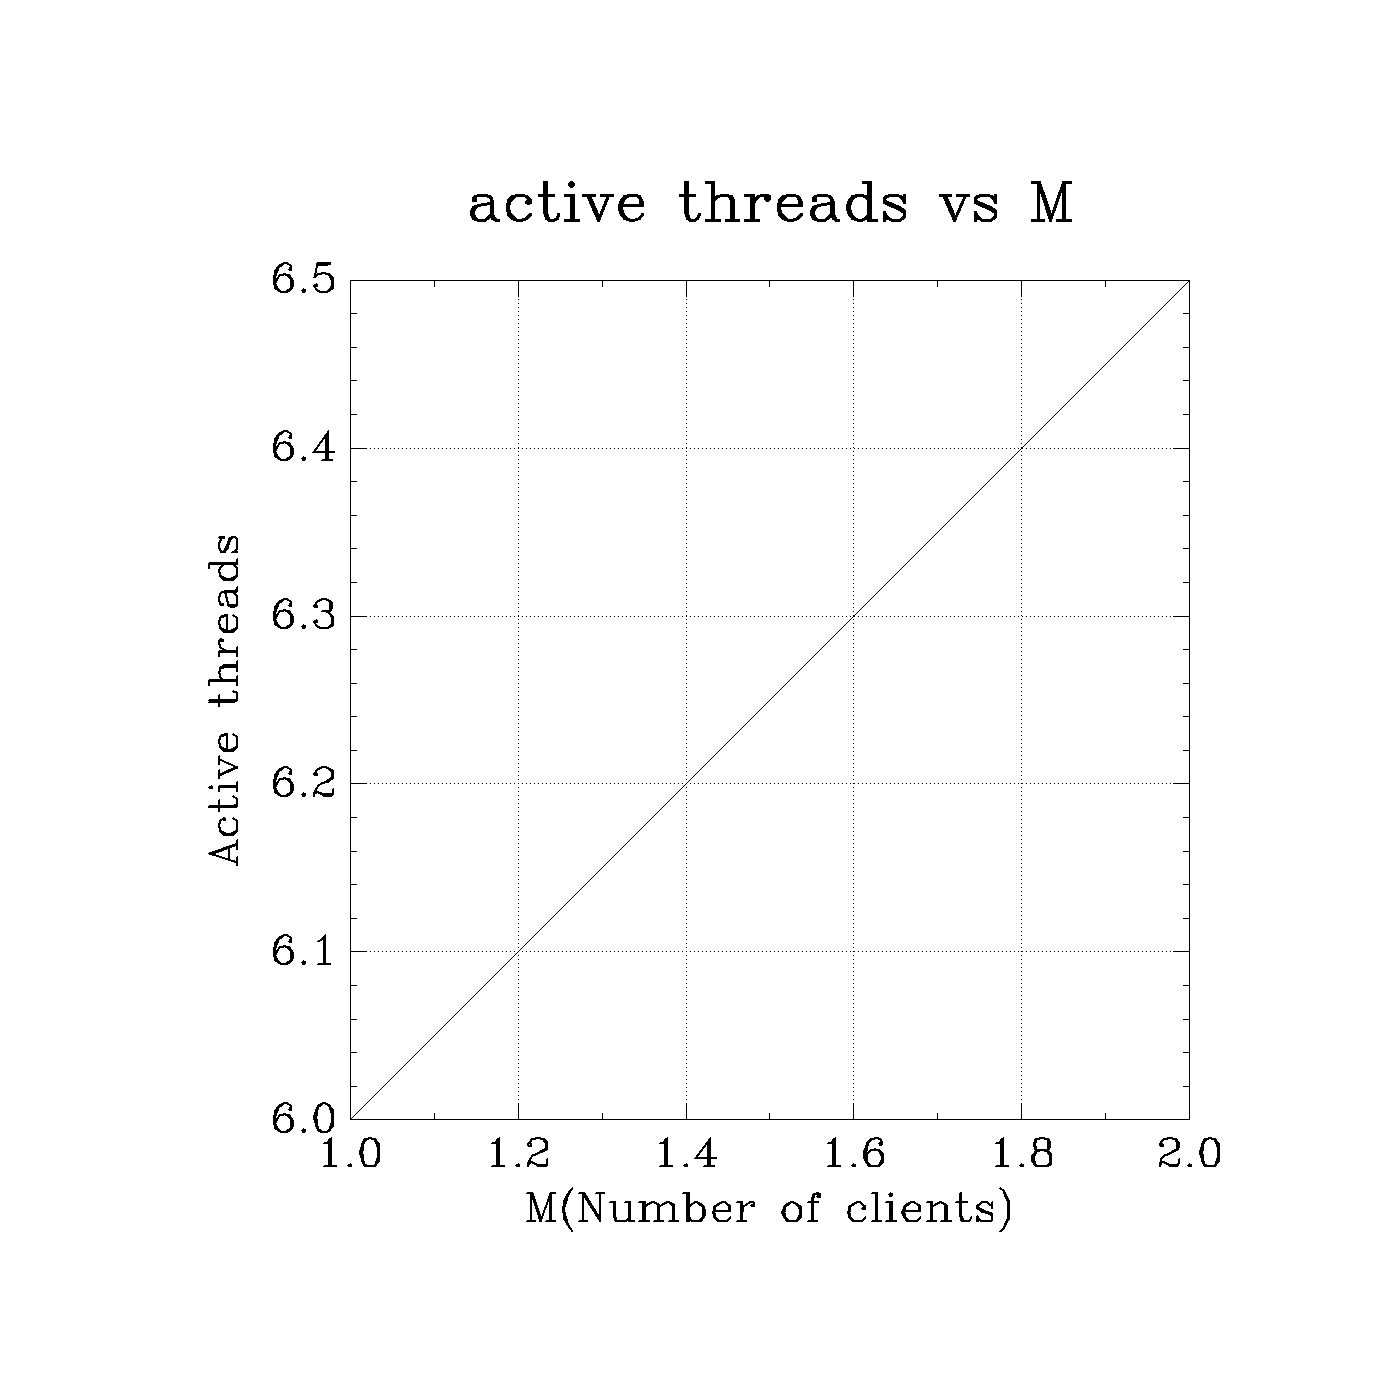 active threads vs M
6.5
6.4
6.3
6.2
6.1
6.0
Active threads
1.0 1.2 1.4 1.6 1.8 2.0
M(Number of clients)